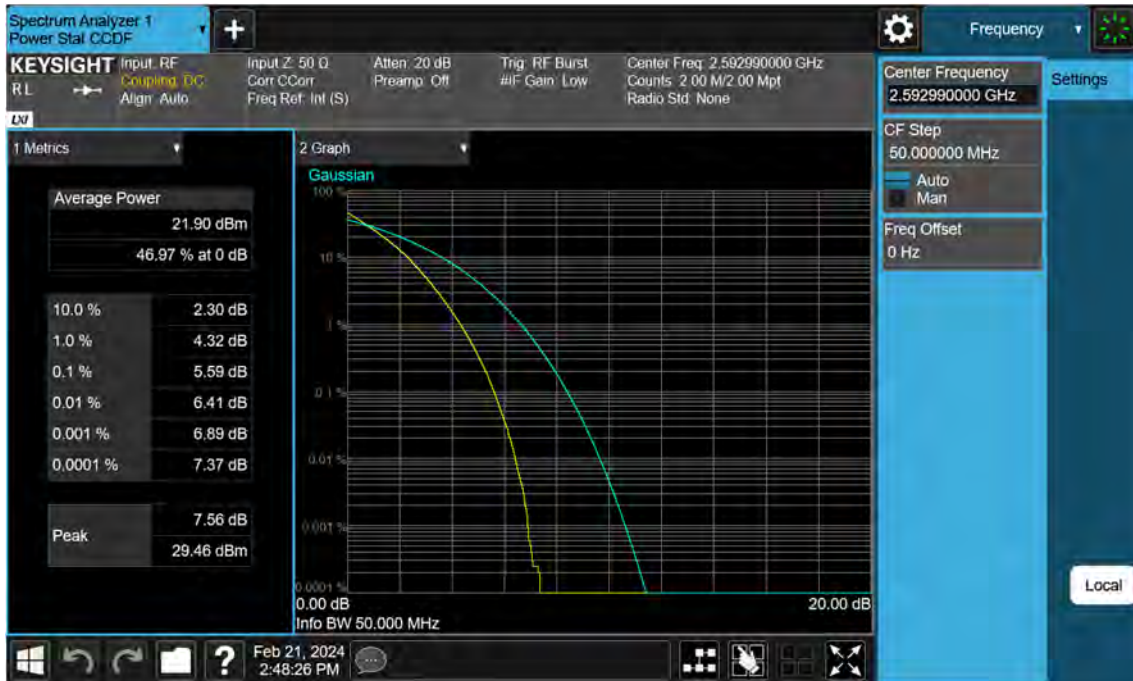 Spectrum Analyzer 1
Power Stat CCDF
Frequency
KEYSIGHT
RL
LXI
Input: RF
Coupling: DC
Align: Auto
Input Z: 50 Ω
Corr CCorr
Freq Ref: Int (S)
Atten: 20 dB
Preamp: Off
Trig: RF Burst
#IF Gain: Low
Center Freq: 2.592990000 GHz
Counts: 2.00 M/2.00 Mpt
Radio Std: None
Center Frequency
2.592990000 GHz
Settings
CF Step
50.000000 MHz
Auto
Man
Freq Offset
0 Hz
1 Metrics
Average Power
21.90 dBm
46.97 % at 0 dB
10.0 % 2.30 dB
1.0 % 4.32 dB
0.1 % 5.59 dB
0.01 % 6.41 dB
0.001 % 6.89 dB
0.0001 % 7.37 dB
Peak
7.56 dB
29.46 dBm
2 Graph
Gaussian
100 %
10 %
1 %
0.1 %
0.01 %
0.001 %
0.0001 %
0.00 dB 20.00 dB
Info BW 50.000 MHz
Local
?
Feb 21, 2024
2:48:26 PM